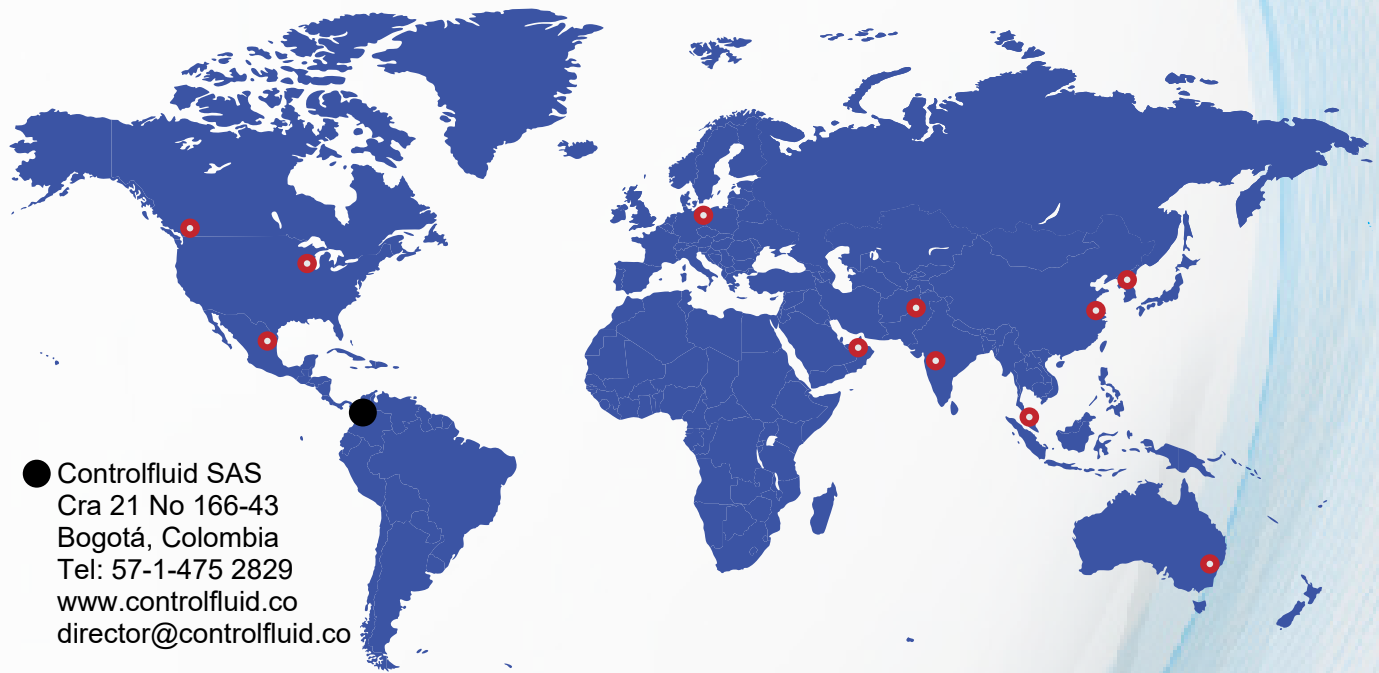 Controlfluid SAS
Cra 21 No 166-43
Bogotá, Colombia
Tel: 57-1-475 2829
www.controlfluid.co
director@controlfluid.co